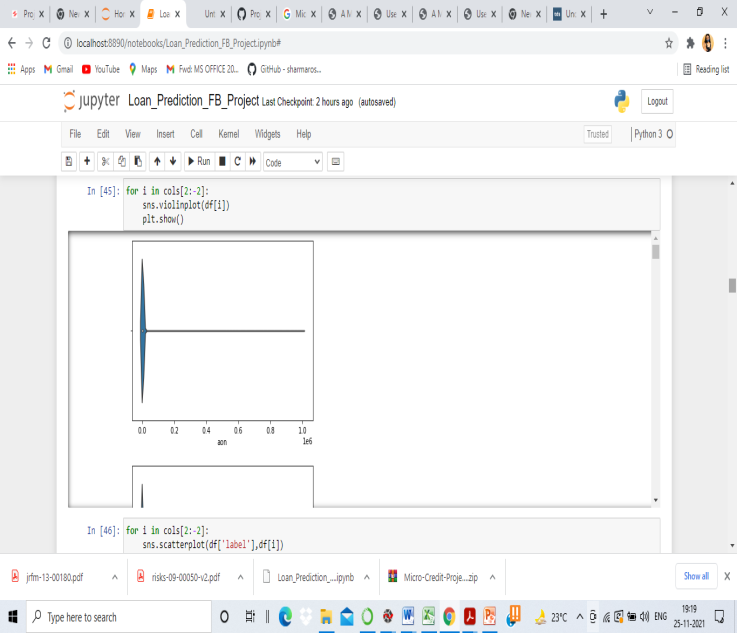 Pro
Ne
Hor
Loa
Unt
Pro
Mic
A M
Use
A M
Use
Ne
Un
localhost:8890/notebooks/Loan_Prediction_FB_Project.ipynb#
Apps Gmail YouTube Maps Fwd: MS OFFICE 20... GitHub - sharmaros... Reading list
jupyter Loan_Prediction_FB_Project Last Checkpoint: 2 hours ago (autosaved) Logout
File Edit View Insert Cell Kernel Widgets Help Trusted Python 3
Run Code
In [45]: for i in cols[2:-2]:
sns.violinplot(df[i])
plt.show()
0.0 0.2 0.4 0.6 0.8 1.0
aon 1e6
In [46]: for i in cols[2:-2]:
sns.scatterplot(df['label'],df[i])
jrfm-13-00180.pdf risks-09-00050-v2.pdf Loan_Prediction_....ipynb Micro-Credit-Proje...zip Show all
Type here to search 23°C ENG 19:19
25-11-2021